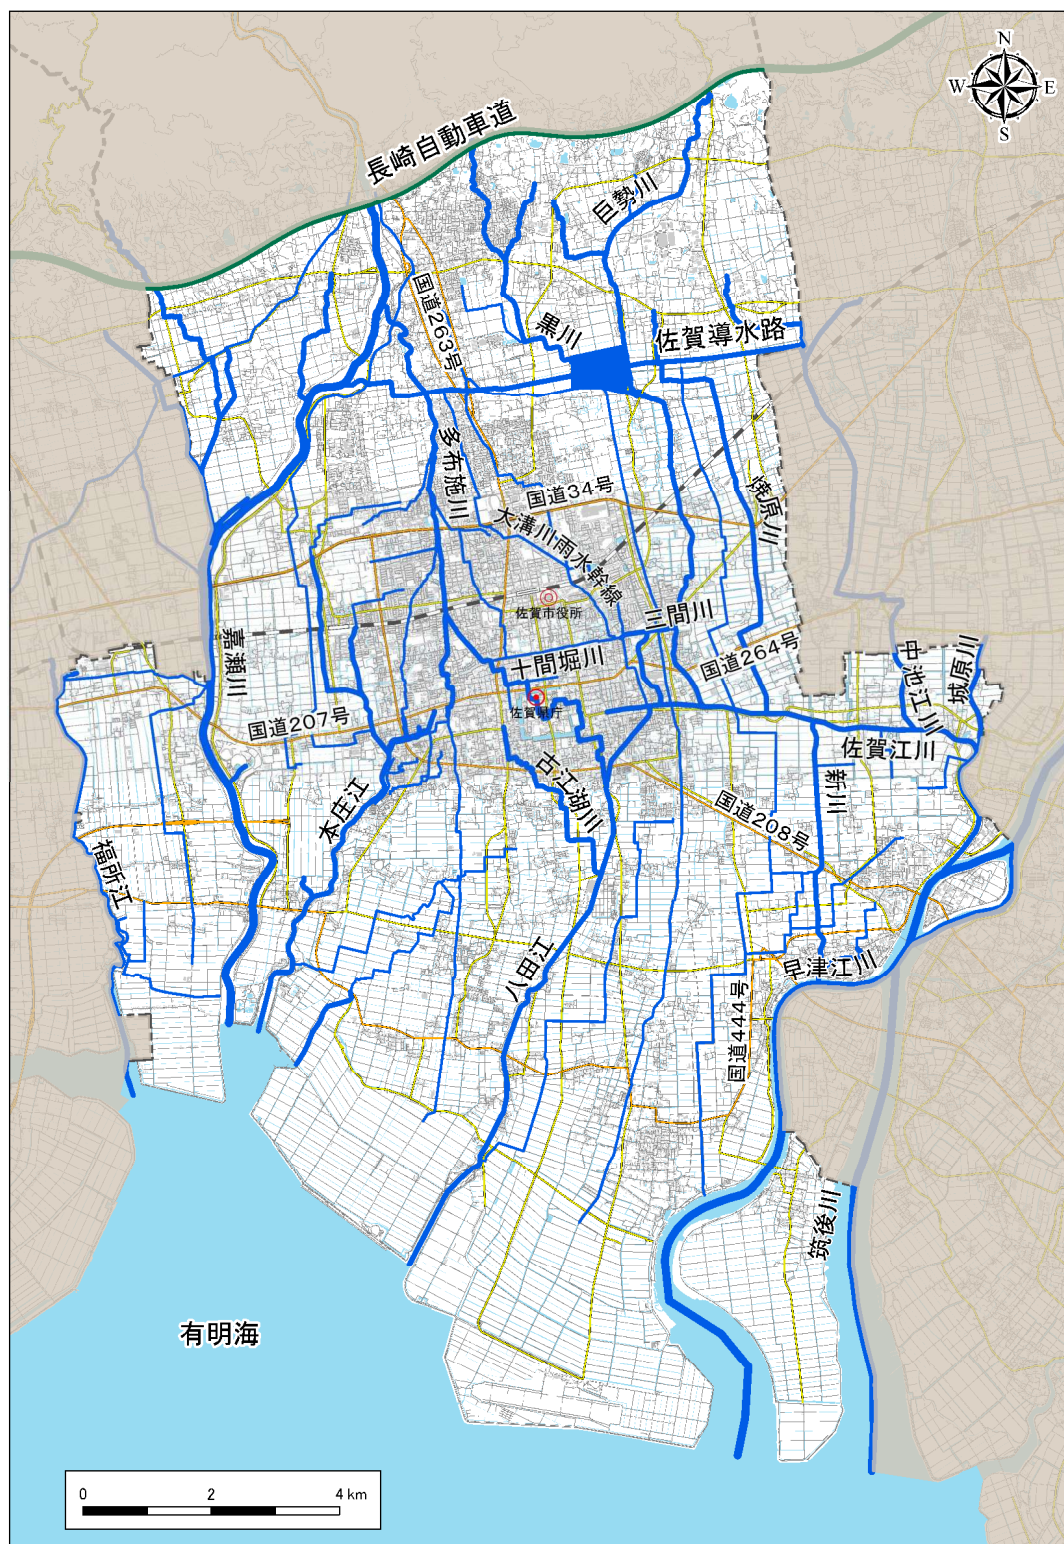 N
W
E
S
長崎自動車道
巨勢川
国道263号
黒川
佐賀導水路
多布施川
焼原川
国道34号
大溝川雨水幹線
佐賀市役所
三間川
嘉瀬川
十間堀川
国道264号
中池江川
城原川
佐賀県庁
国道207号
佐賀江川
本庄江
古江湖川
新川
国道208号
福所江
八田江
早津江川
国道444号
筑後川
有明海
0 2 4 km